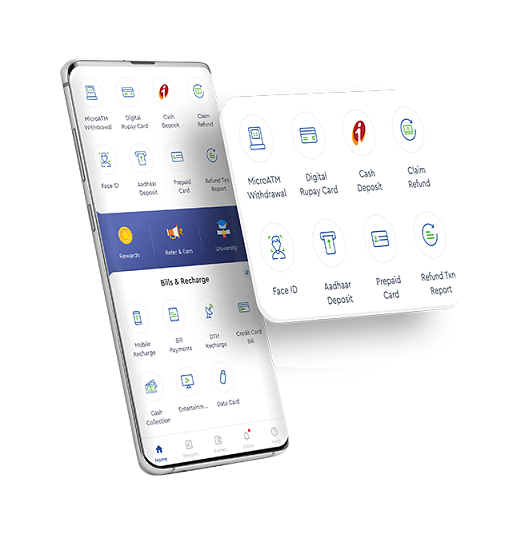 MicroATM
Withdrawal
Digital
Rupay Card
Cash
Deposit
Claim
Refund
Face ID
Aadhaar
Deposit
Prepaid
Card
Refund Txn
Report
Rewards
Refer & Earn
University
Bills & Recharge
Mobile
Recharge
Bill
Payments
DTH
Recharge
Credit Card
Bill
Cash
Collection
Entertainm...
Data Card
Home
Reports
Wallet
MicroATM
Withdrawal
Digital
Rupay Card
Cash
Deposit
Claim
Refund
Face ID
Aadhaar
Deposit
Prepaid
Card
Refund Txn
Report